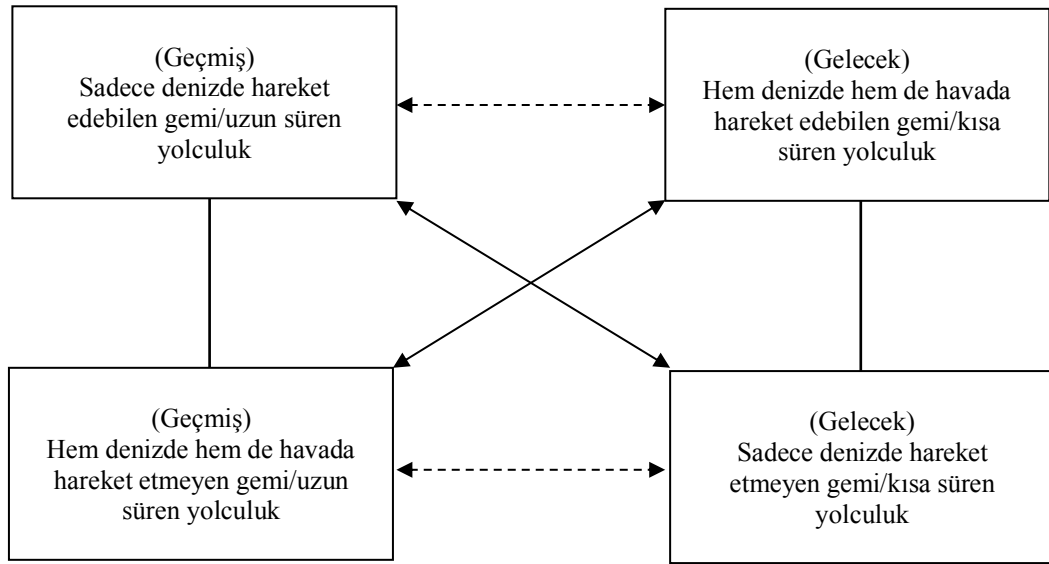 (Geçmiş)
Sadece denizde hareket
edebilen gemi/uzun süren
yolculuk
(Gelecek)
Hem denizde hem de havada
hareket edebilen gemi/kısa
süren yolculuk
(Geçmiş)
Hem denizde hem de havada
hareket etmeyen gemi/uzun
süren yolculuk
(Gelecek)
Sadece denizde hareket
etmeyen gemi/kısa süren
yolculuk